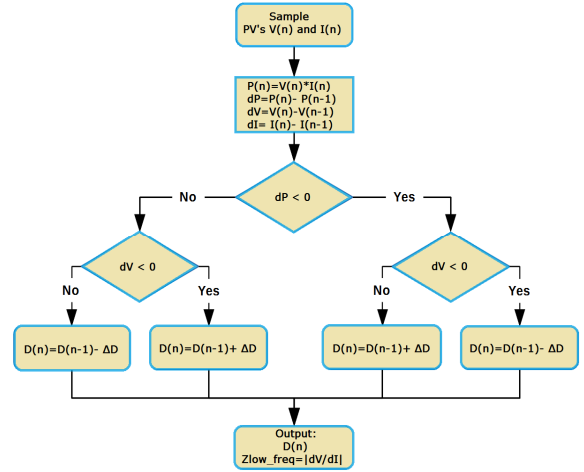 Sample
PV's V(n) and I(n)
P(n)=V(n)*I(n)
dP=P(n)- P(n-1)
dV=V(n)-V(n-1)
dI= I(n)- I(n-1)
dP < 0
No
Yes
dV < 0
dV < 0
No
Yes
No
Yes
D(n)=D(n-1)- ΔD
D(n)=D(n-1)+ ΔD
D(n)=D(n-1)+ ΔD
D(n)=D(n-1)- ΔD
Output:
D(n)
Zlow_freq=|dV/dI|